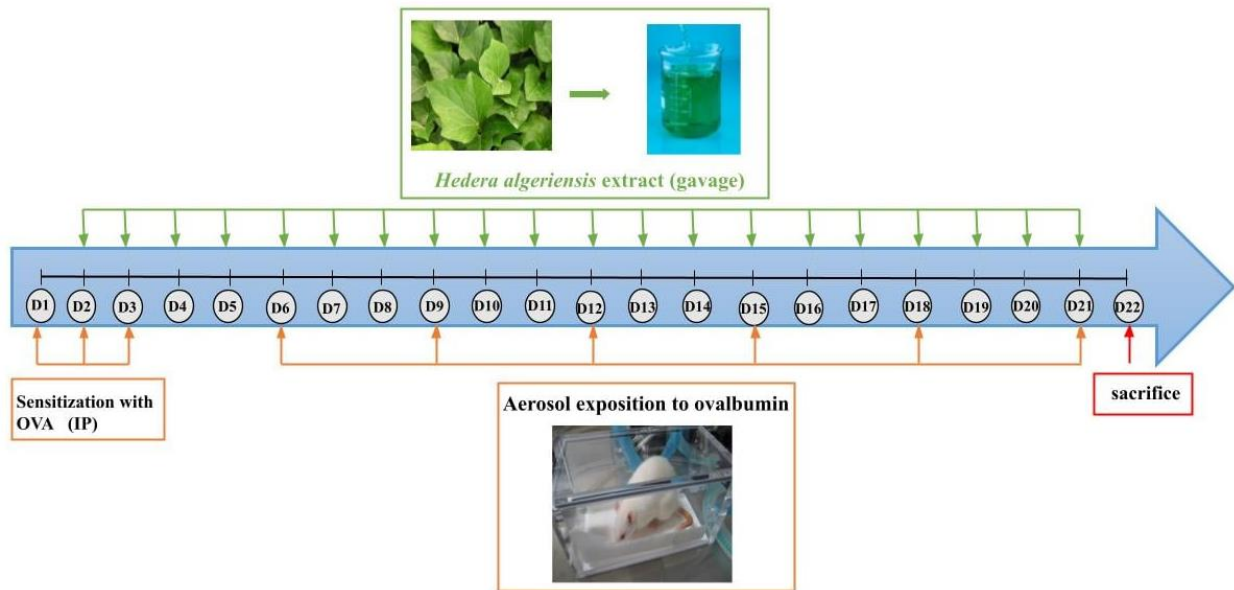 Hedera algeriensis extract (gavage)
D1 D2 D3 D4 D5 D6 D7 D8 D9 D10 D11 D12 D13 D14 D15 D16 D17 D18 D19 D20 D21 D22
Sensitization with
OVA (IP)
Aerosol exposition to ovalbumin
sacrifice